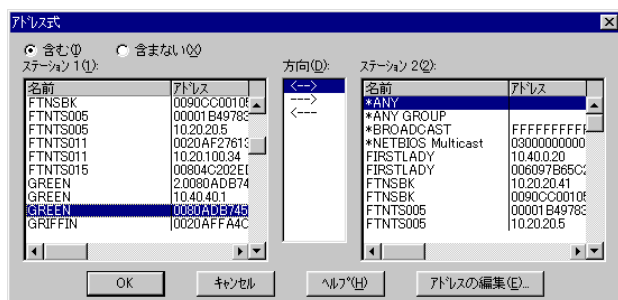 アドレス式
含む(I) 含まない(X)
ステーション 1(1): 方向(D): ステーション 2(2):
名前 アドレス
FTNSBK 0090CC00105
FTNTS005 00001B49783
FTNTS005 10.20.20.5
FTNTS011 0020AF27613
FTNTS011 10.20.100.34
FTNTS015 00804C202E
GREEN 2.0080ADB74
GREEN 10.40.40.1
GREEN 0080ADB745
GRIFFIN 0020AFFA4C
<-->
--->
<---
名前 アドレス
*ANY
*ANY GROUP
*BROADCAST FFFFFFFFFF
*NETBIOS Multicast 03000000000
FIRSTLADY 10.40.0.20
FIRSTLADY 006097B65C
FTNSBK 10.20.20.41
FTNSBK 0090CC00105
FTNTS005 00001B49783
FTNTS005 10.20.20.5
OK キャンセル ヘルプ(H) アドレスの編集(E)...